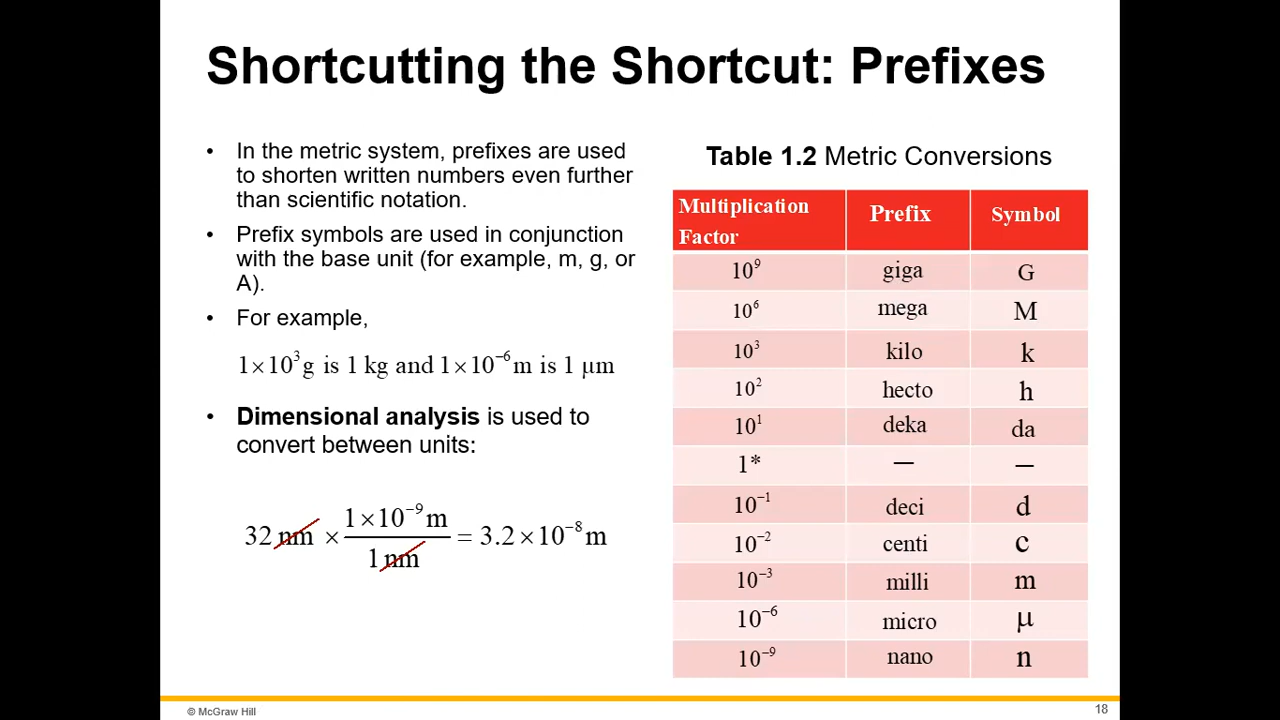 Shortcutting the Shortcut: Prefixes
• In the metric system, prefixes are used
to shorten written numbers even further
than scientific notation.
• Prefix symbols are used in conjunction
with the base unit (for example, m, g, or
A).
• For example,
1×10³g is 1 kg and 1×10⁻⁶m is 1 μm
• Dimensional analysis is used to
convert between units:
32 nm × 1×10⁻⁹m / 1 nm = 3.2×10⁻⁸m
Table 1.2 Metric Conversions
Multiplication Factor Prefix Symbol
10⁹ giga G
10⁶ mega M
10³ kilo k
10² hecto h
10¹ deka da
1* — —
10⁻¹ deci d
10⁻² centi c
10⁻³ milli m
10⁻⁶ micro μ
10⁻⁹ nano n
© McGraw Hill
18